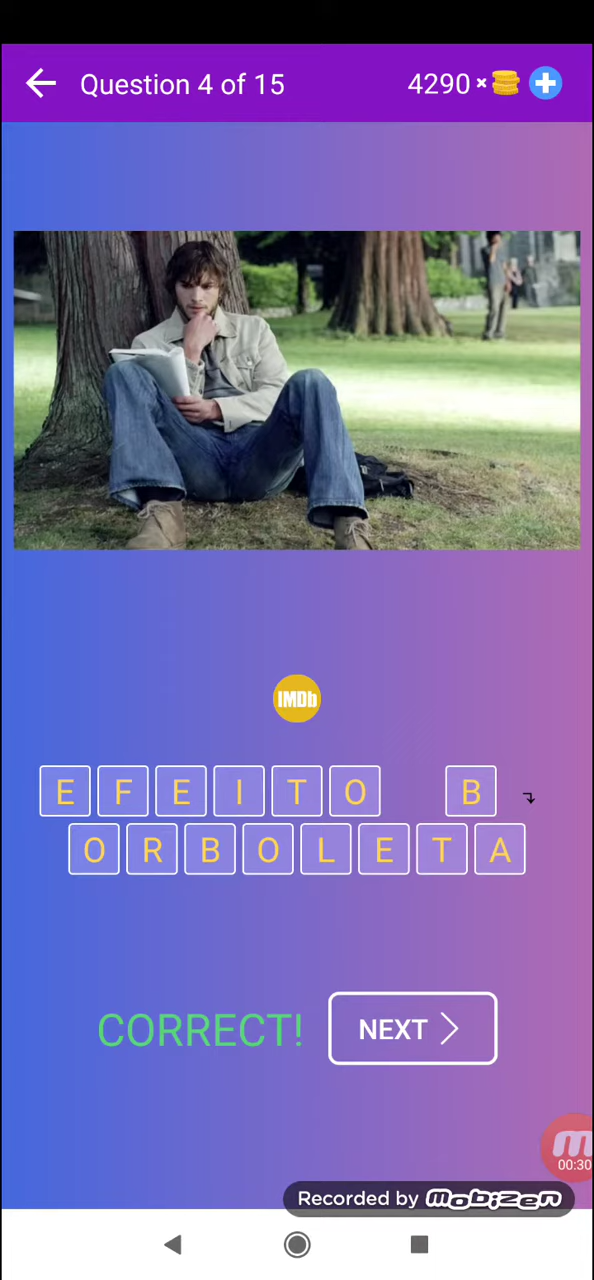 Question 4 of 15
4290 ×
IMDb
EFEITO B
ORBOLETA
CORRECT!
NEXT
00:30
Recorded by mobizen